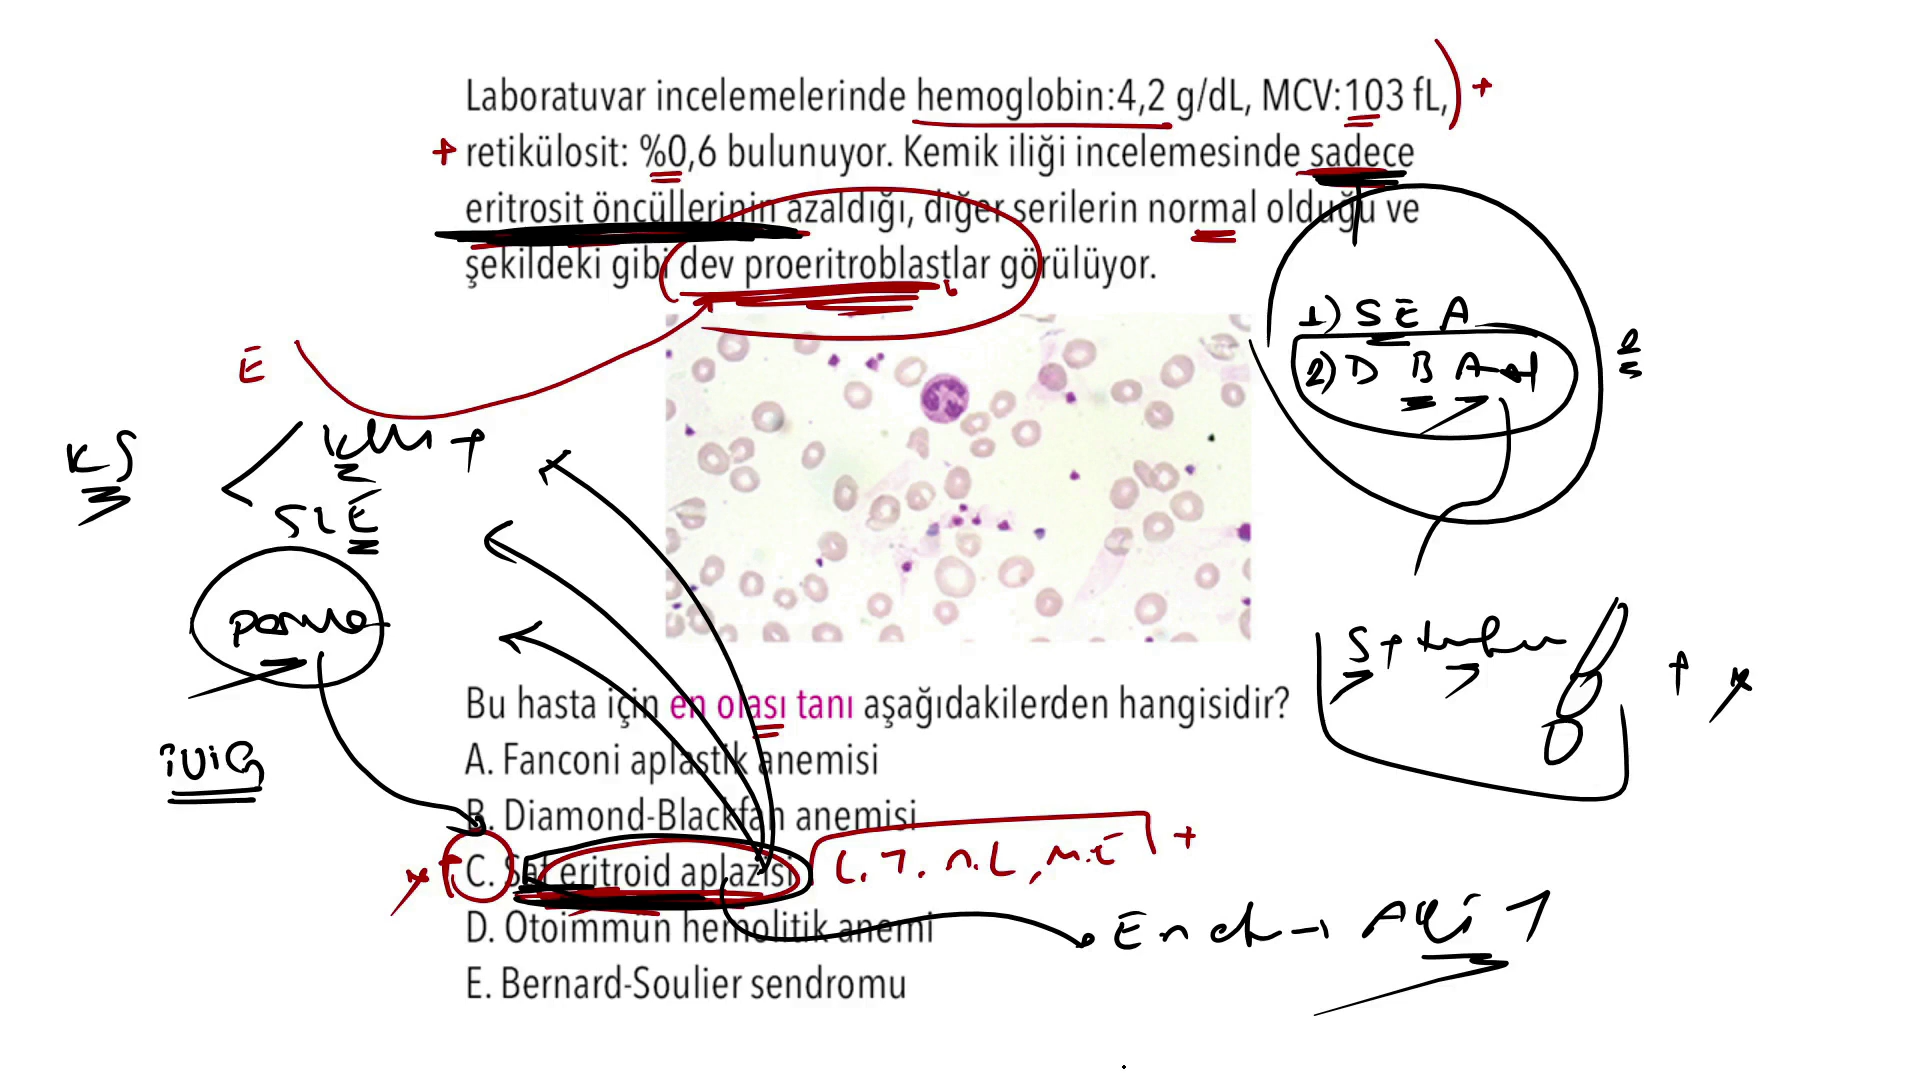 Laboratuvar incelemelerinde hemoglobin:4,2 g/dL, MCV:103 fL,
retikülosit: %0,6 bulunuyor. Kemik iliği incelemesinde sadece
eritrosit öncüllerinin azaldığı, diğer serilerin normal olduğu ve
şekildeki gibi dev proeritroblastlar görülüyor.
1) SEA
2) D B A
E
KS
SLE
Bu hasta için en olası tanı aşağıdakilerden hangisidir?
A. Fanconi aplastik anemisi
İVİG
B. Diamond-Blackfan anemisi
C. Saf eritroid aplazisi
D. Otoimmün hemolitik anemi
E. Bernard-Soulier sendromu